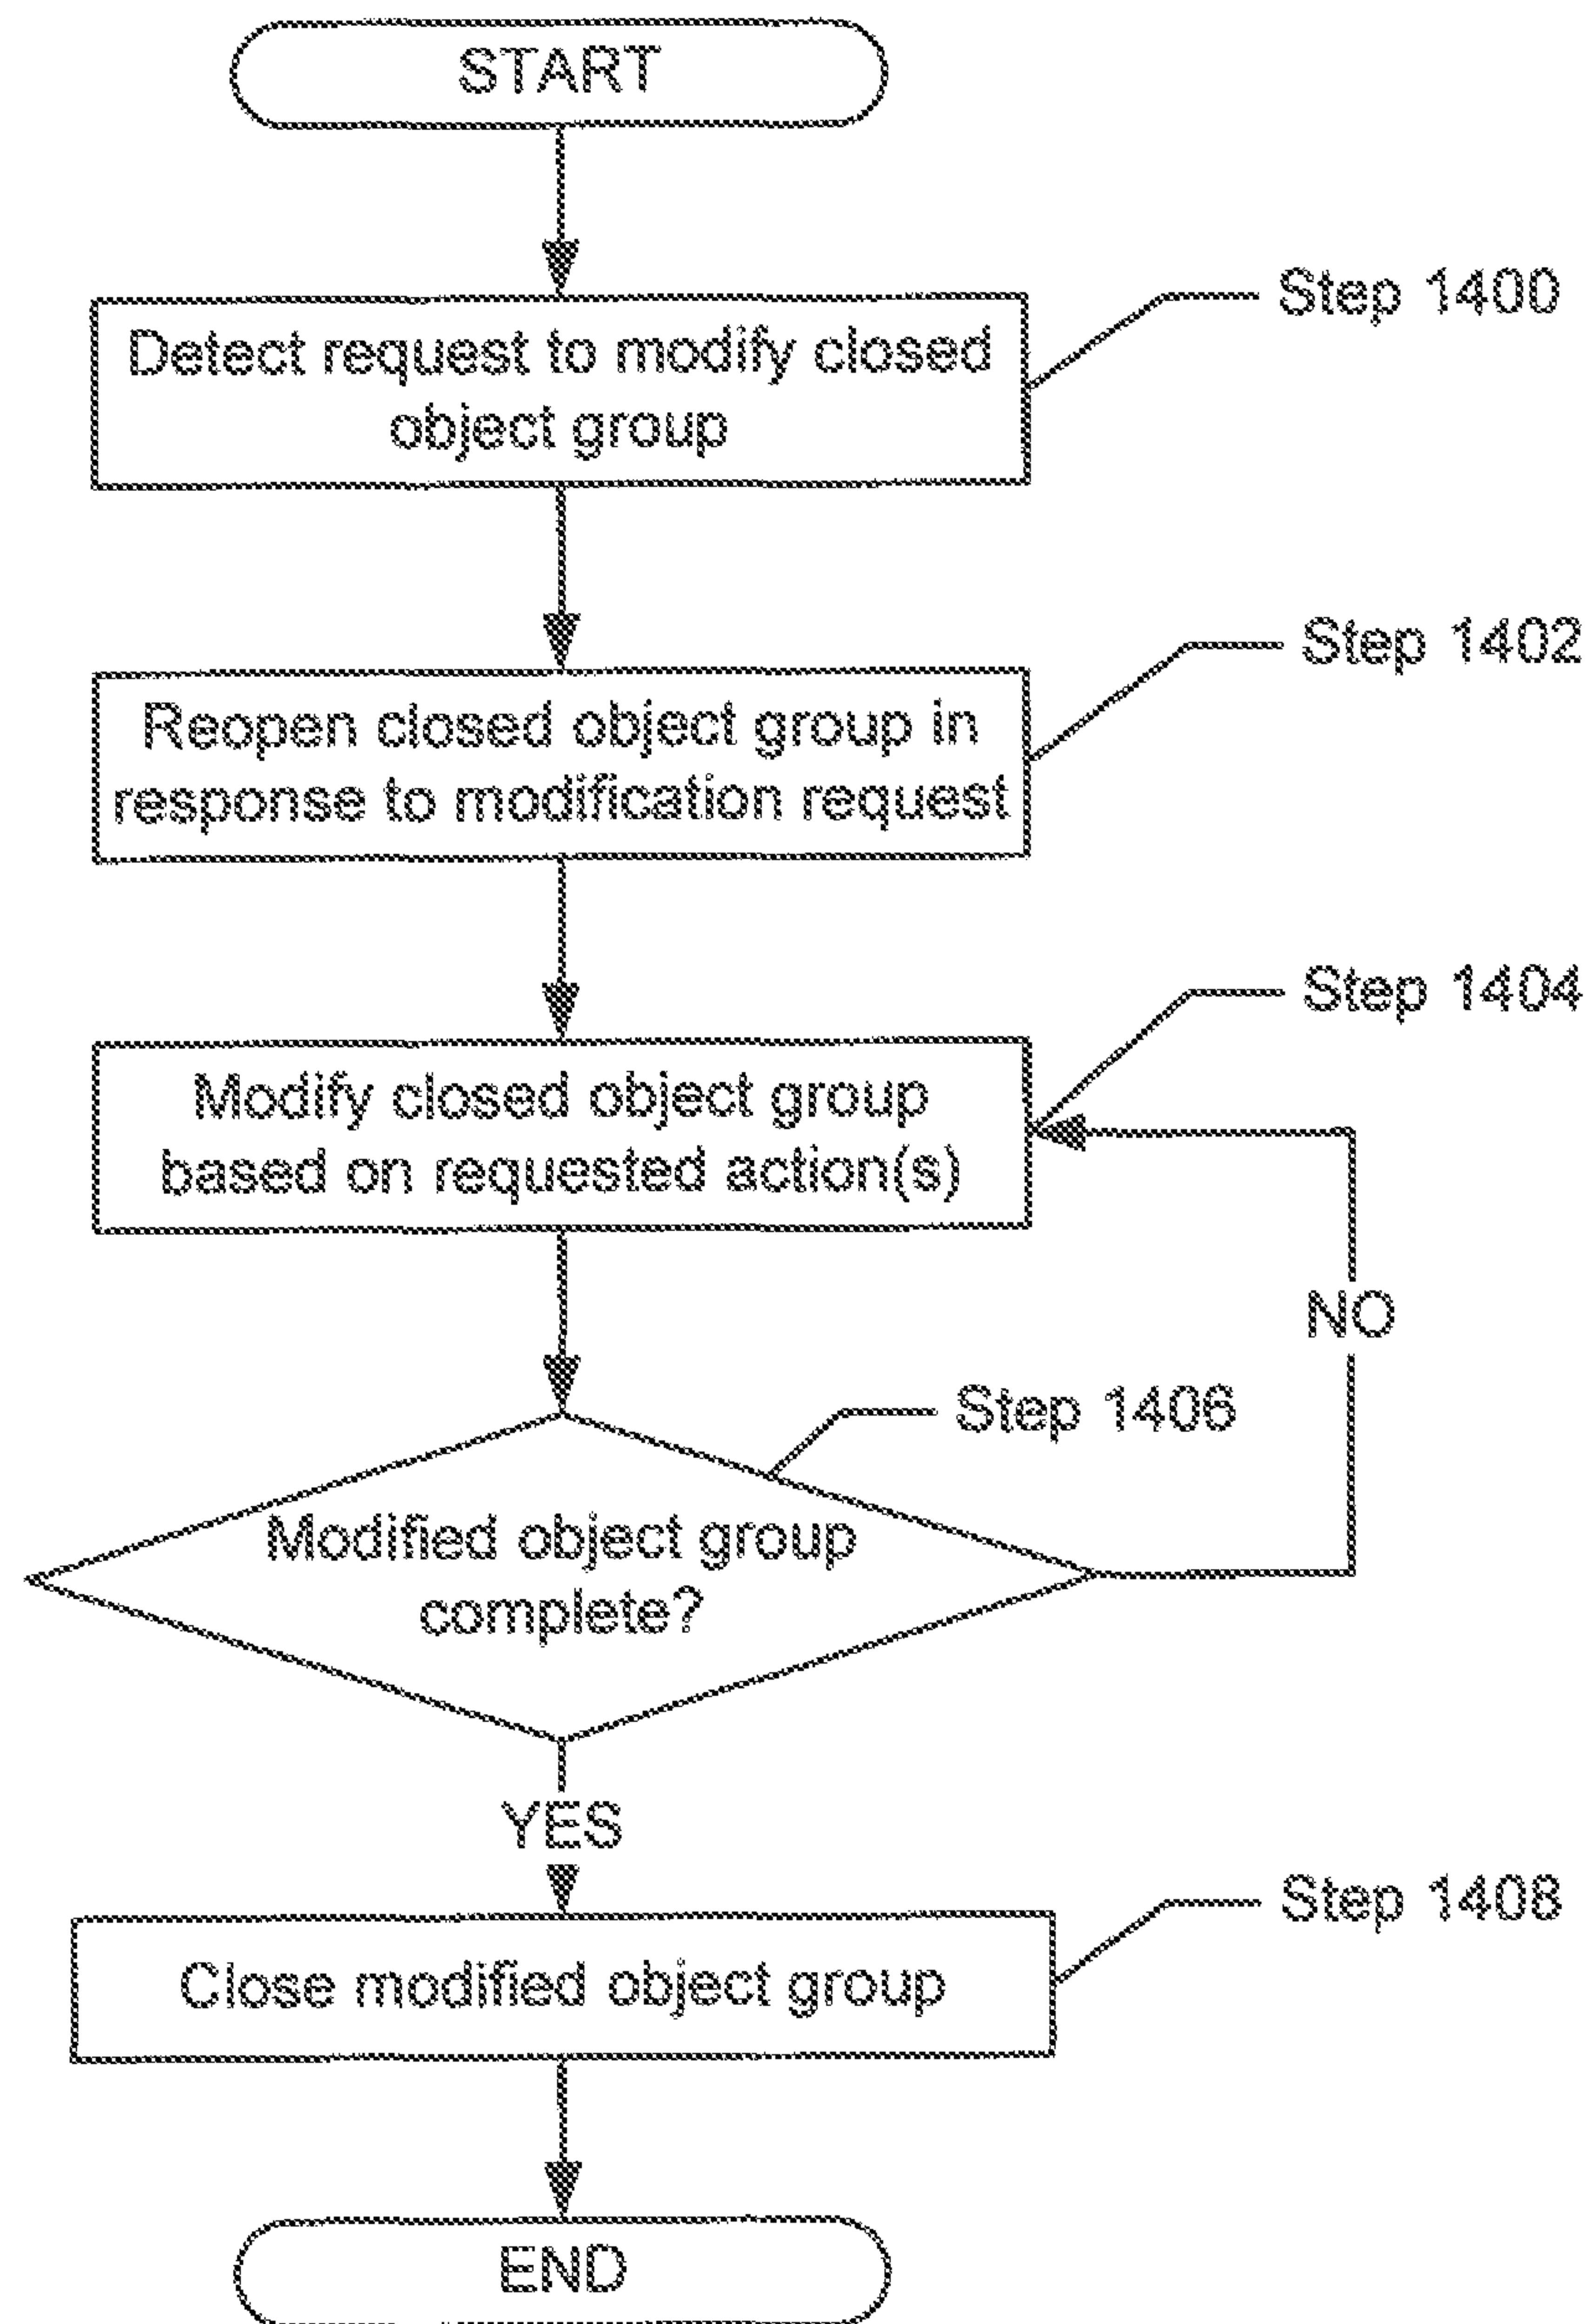 START
Step 1400
Detect request to modify closed
object group
Step 1402
Reopen closed object group in
response to modification request
Step 1404
Modify closed object group
based on requested action(s)
NO
Step 1406
Modified object group
complete?
YES
Step 1408
Close modified object group
END